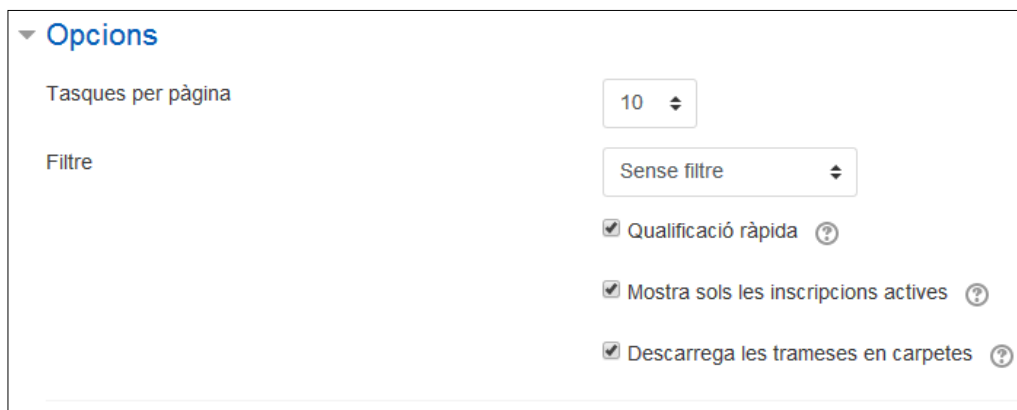 Opcions
Tasques per pàgina
10
Filtre
Sense filtre
Qualificació ràpida
Mostra sols les inscripcions actives
Descarrega les trameses en carpetes